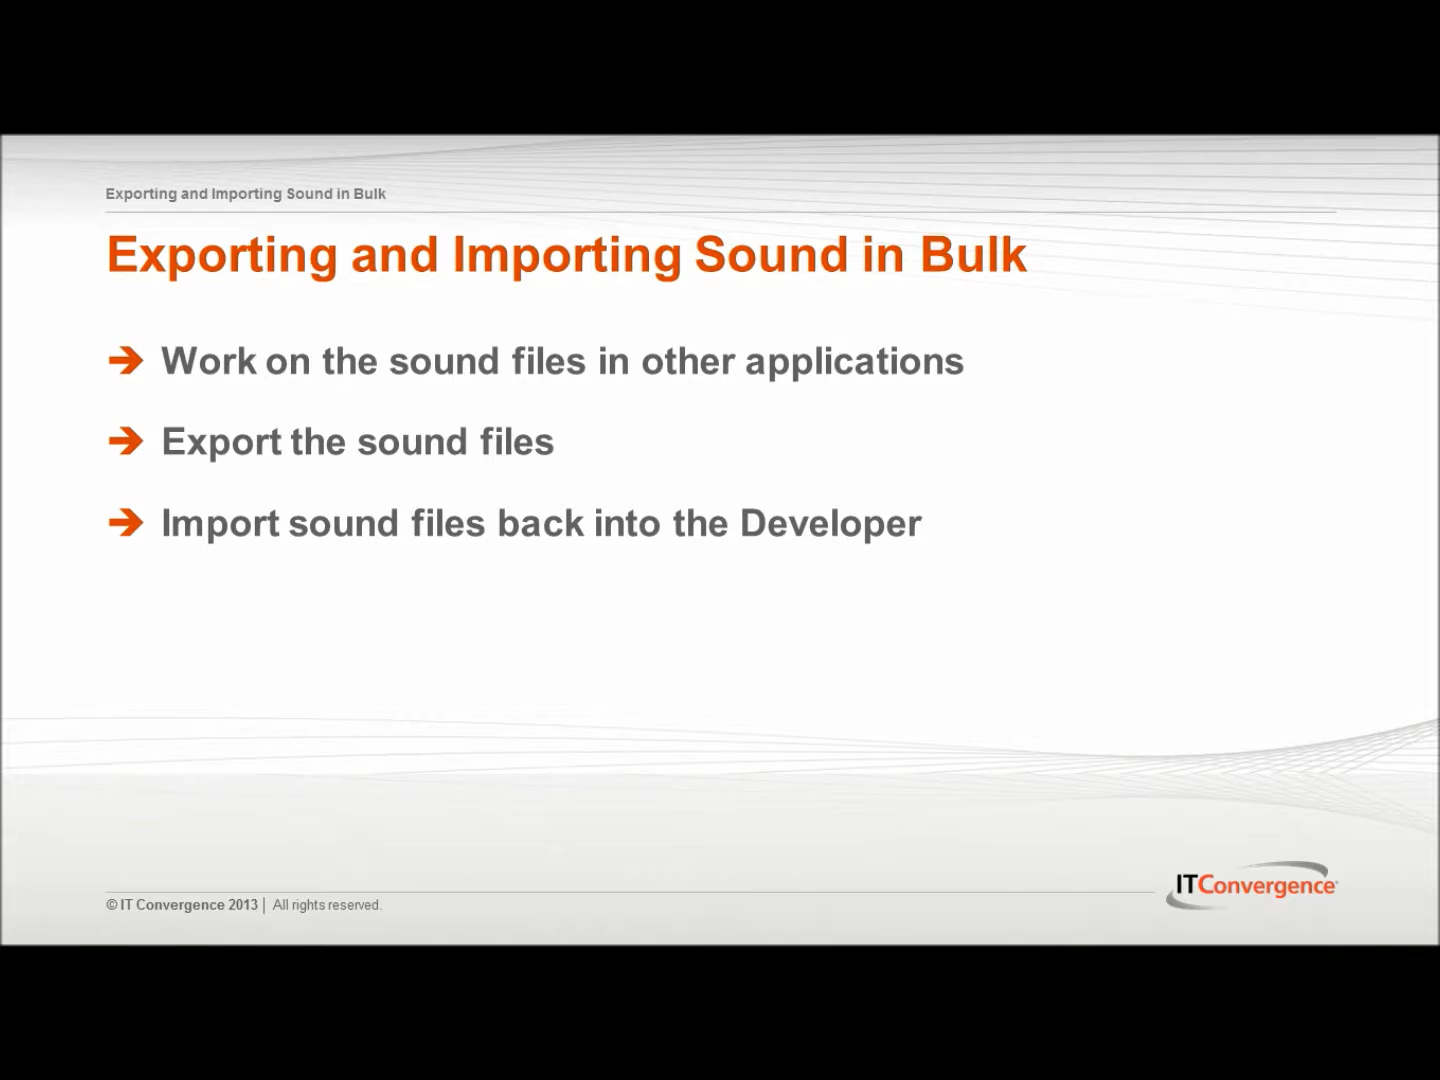 Exporting and Importing Sound in Bulk
Exporting and Importing Sound in Bulk
➔ Work on the sound files in other applications
➔ Export the sound files
➔ Import sound files back into the Developer
© IT Convergence 2013 | All rights reserved.
ITConvergence